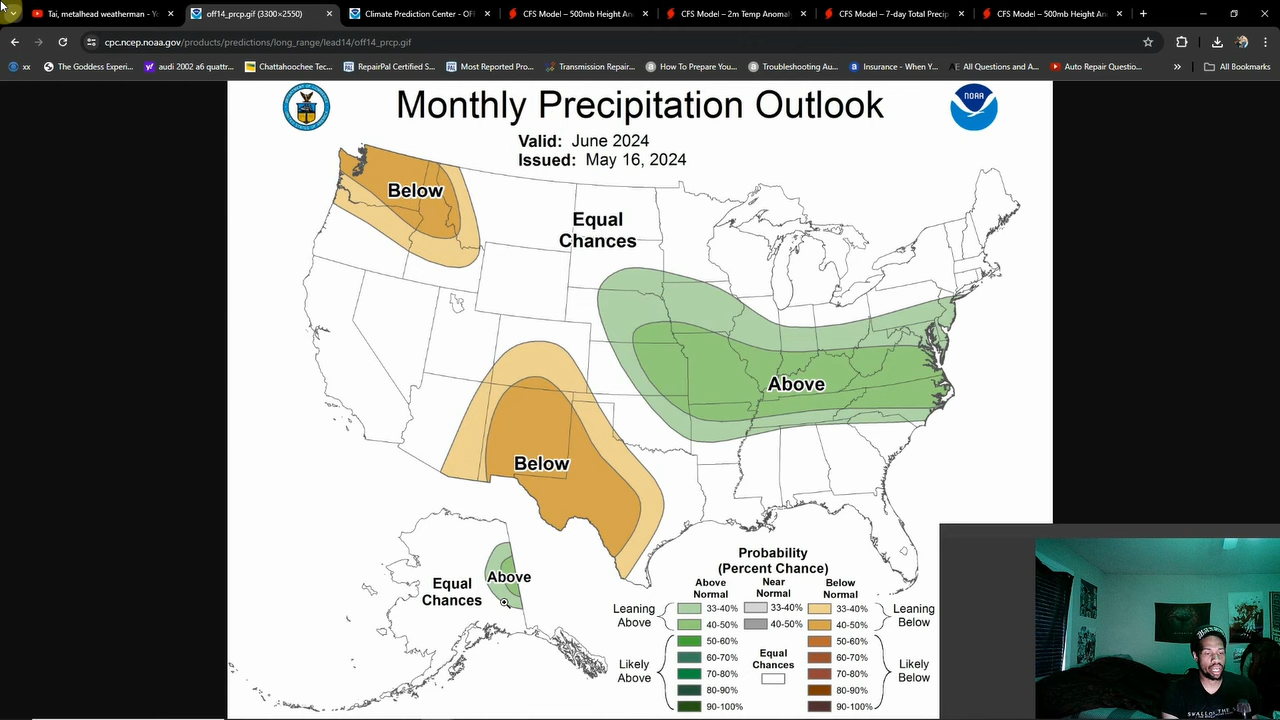 Tai, metalhead weatherman - Yo
off14_prcp.gif (3300×2550)
Climate Prediction Center - OFF
CFS Model – 500mb Height An
CFS Model – 2m Temp Anomal
CFS Model – 7-day Total Precip
CFS Model – 500mb Height An
cpc.ncep.noaa.gov/products/predictions/long_range/lead14/off14_prcp.gif
xx
The Goddess Experi...
audi 2002 a6 quattr...
Chattahoochee Tec...
RepairPal Certified S...
Most Reported Pro...
Transmission Repair...
How To Prepare You...
Troubleshooting Au...
Insurance - When Y...
All Questions and A...
Auto Repair Questio...
All Bookmarks
Monthly Precipitation Outlook
NOAA
Valid: June 2024
Issued: May 16, 2024
Below
Equal
Chances
Above
Below
Above
Equal
Chances
Probability
(Percent Chance)
Above
Normal
Near
Normal
Below
Normal
Leaning
Above
33-40%
33-40%
33-40%
Leaning
Below
40-50%
40-50%
40-50%
Likely
Above
50-60%
60-70%
70-80%
80-90%
90-100%
Equal
Chances
50-60%
60-70%
70-80%
80-90%
90-100%
Likely
Below